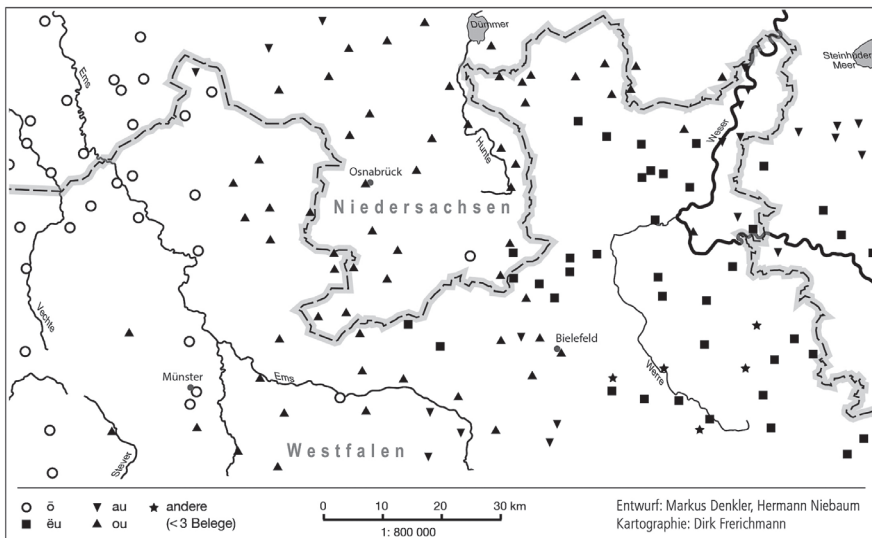 Dümmer
Ems
Steinhuder
Meer
Weser
Hunte
Osnabrück
Niedersachsen
Vechte
Bielefeld
Werre
Münster
Ems
Stever
Westfalen
ō
ëu
au
ou
andere
(< 3 Belege)
0 10 20 30 km
1: 800 000
Entwurf: Markus Denkler, Hermann Niebaum
Kartographie: Dirk Frerichmann